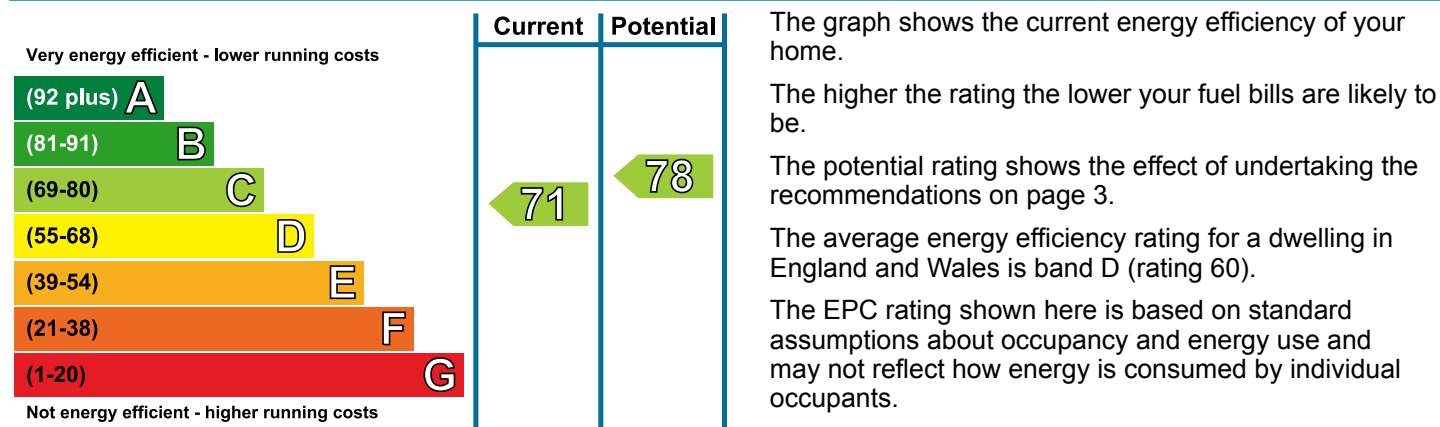 Current Potential
Very energy efficient - lower running costs
(92 plus) A
(81-91) B
(69-80) C
(55-68) D
(39-54) E
(21-38) F
(1-20) G
Not energy efficient - higher running costs
71
78
The graph shows the current energy efficiency of your
home.
The higher the rating the lower your fuel bills are likely to
be.
The potential rating shows the effect of undertaking the
recommendations on page 3.
The average energy efficiency rating for a dwelling in
England and Wales is band D (rating 60).
The EPC rating shown here is based on standard
assumptions about occupancy and energy use and
may not reflect how energy is consumed by individual
occupants.